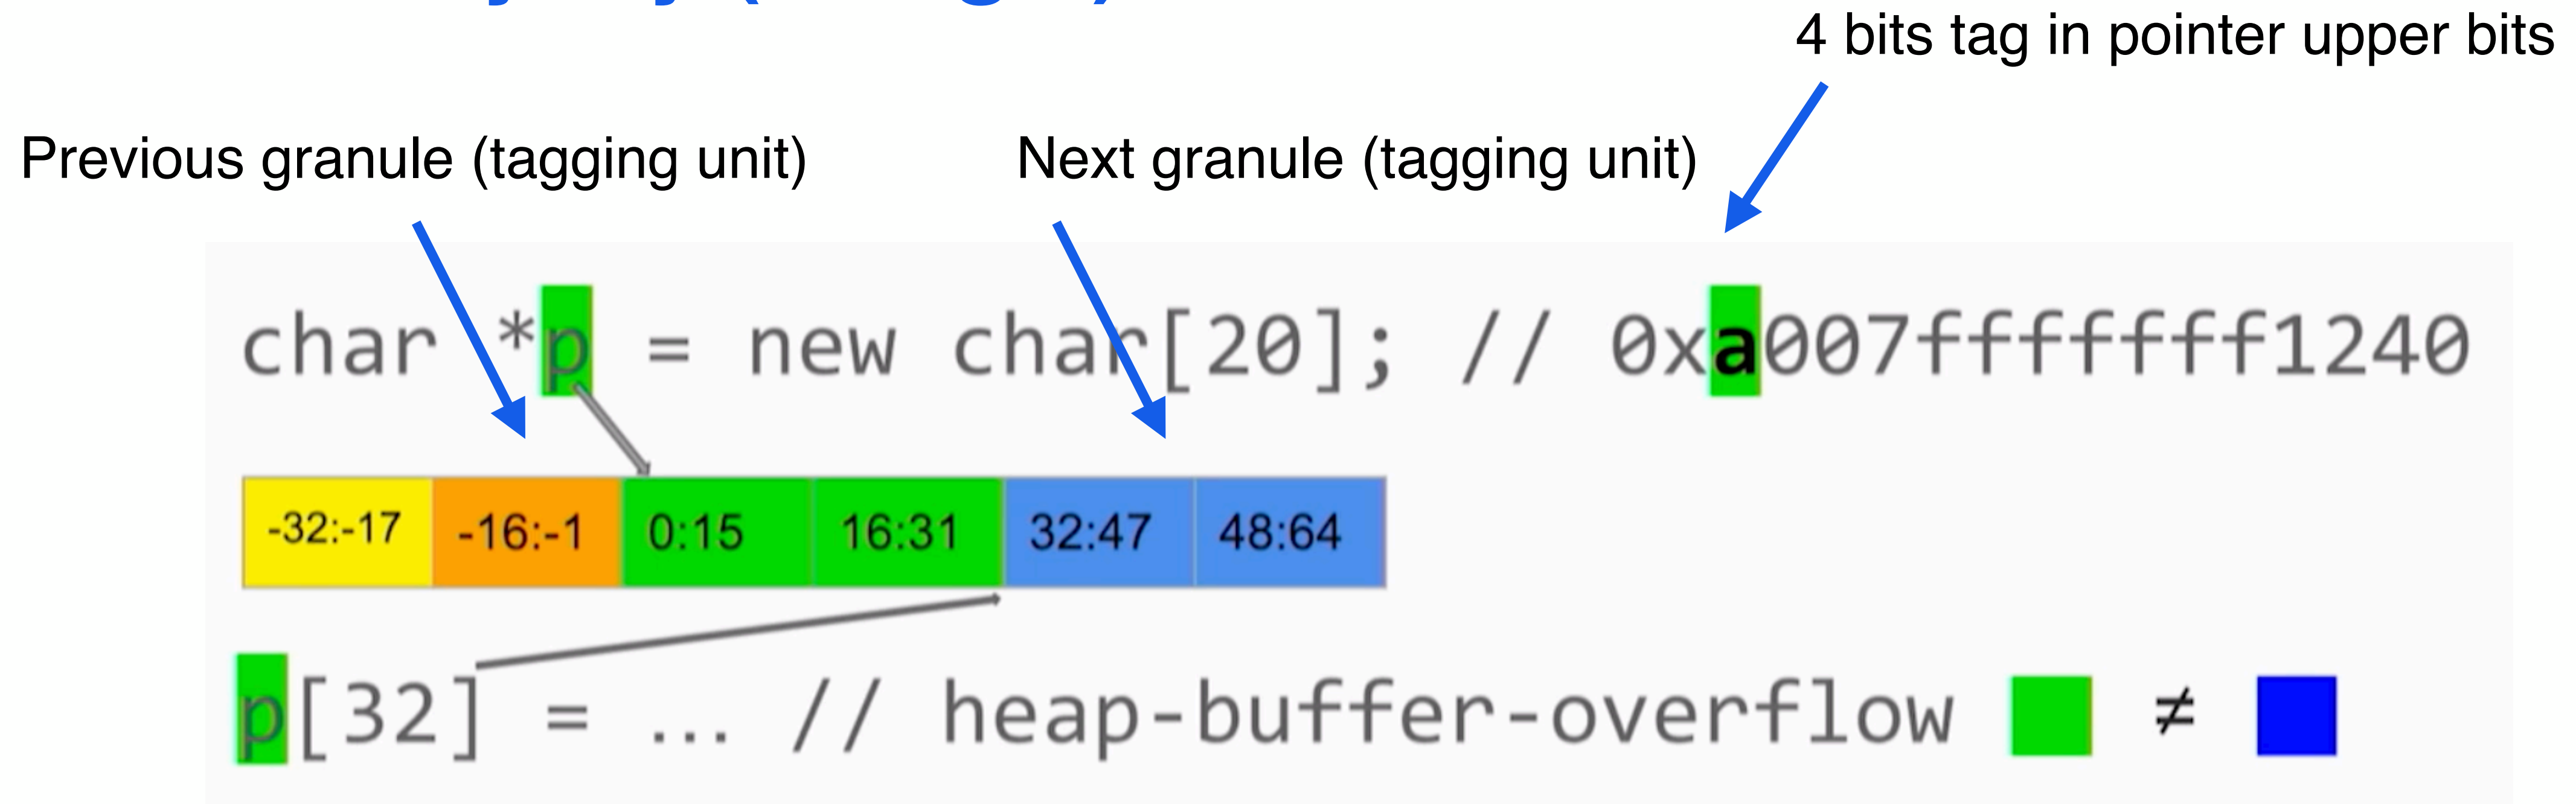 4 bits tag in pointer upper bits
Previous granule (tagging unit) Next granule (tagging unit)
char *p = new char[20]; // 0xa007fffffff1240
-32:-17 -16:-1 0:15 16:31 32:47 48:64
p[32] = ... // heap-buffer-overflow ≠